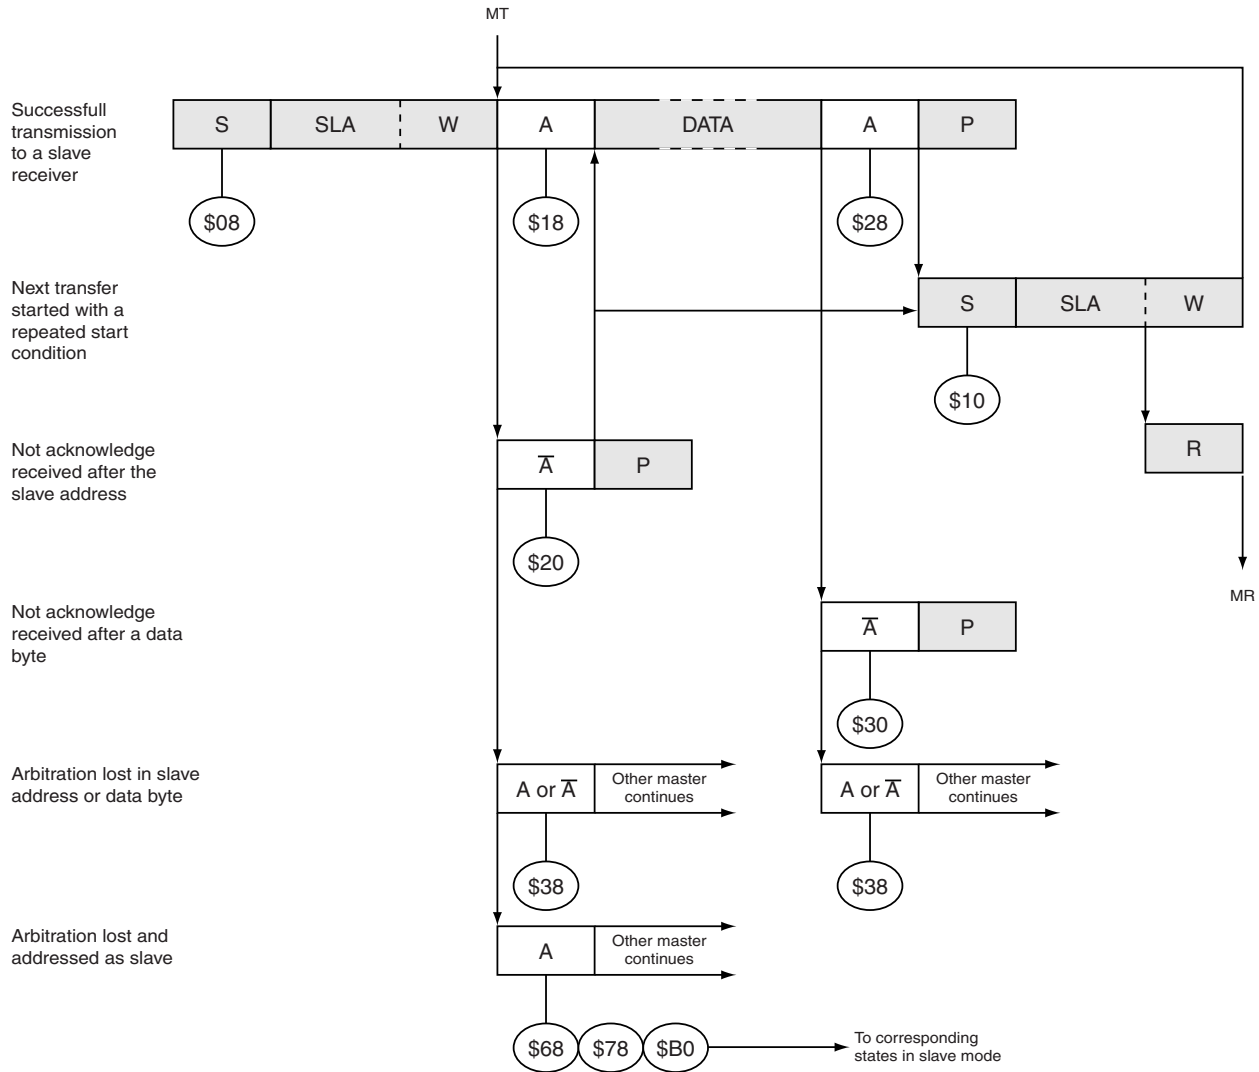 MT
Successfull
transmission
to a slave
receiver
S SLA W A DATA A P
$08 $18 $28
Next transfer
started with a
repeated start
condition
S SLA W
$10
Not acknowledge
received after the
slave address
A̅ P
R
$20
MR
Not acknowledge
received after a data
byte
A̅ P
$30
Arbitration lost in slave
address or data byte
A or A̅ Other master
continues
A or A̅ Other master
continues
$38 $38
Arbitration lost and
addressed as slave
A Other master
continues
$68 $78 $B0 To corresponding
states in slave mode